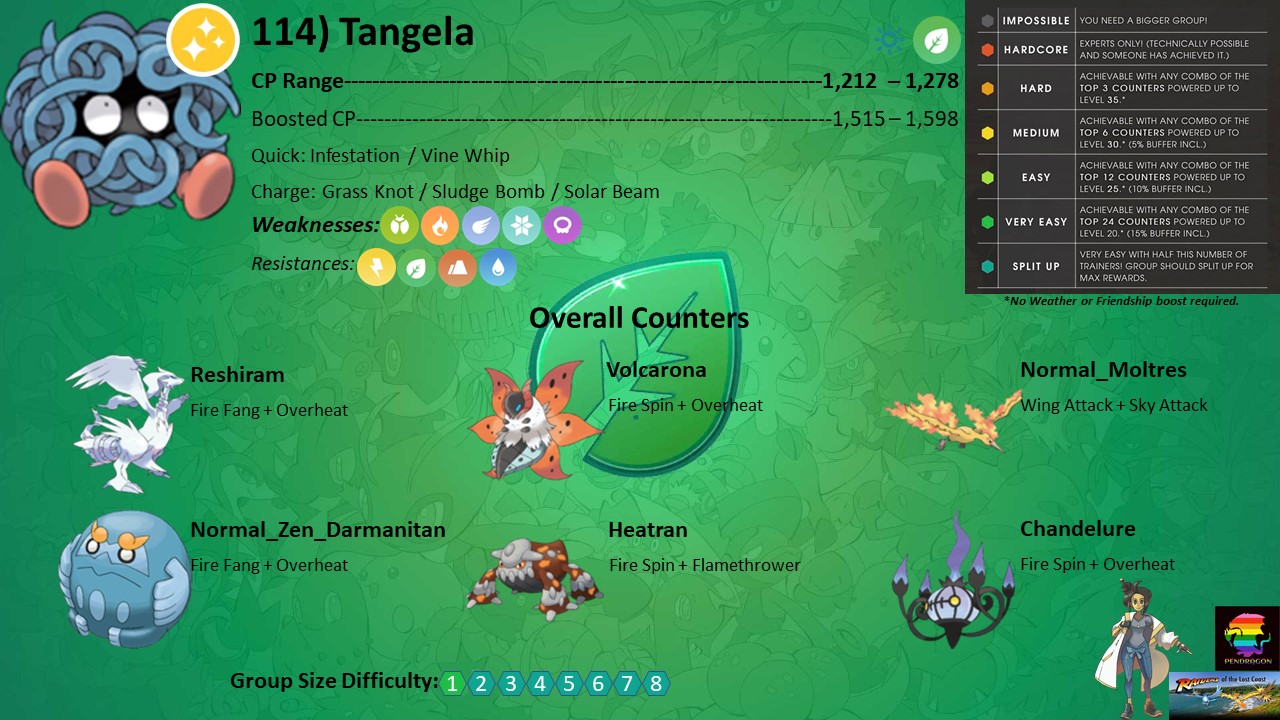 114) Tangela
CP Range--------------------------------------------------------------------1,212 – 1,278
Boosted CP--------------------------------------------------------------------1,515 – 1,598
Quick: Infestation / Vine Whip
Charge: Grass Knot / Sludge Bomb / Solar Beam
Weaknesses:
Resistances:
IMPOSSIBLE YOU NEED A BIGGER GROUP!
HARDCORE EXPERTS ONLY! (TECHNICALLY POSSIBLE
AND SOMEONE HAS ACHIEVED IT.)
HARD ACHIEVABLE WITH ANY COMBO OF THE
TOP 3 COUNTERS POWERED UP TO
LEVEL 35.*
MEDIUM ACHIEVABLE WITH ANY COMBO OF THE
TOP 6 COUNTERS POWERED UP TO
LEVEL 30.* (5% BUFFER INCL.)
EASY ACHIEVABLE WITH ANY COMBO OF THE
TOP 12 COUNTERS POWERED UP TO
LEVEL 25.* (10% BUFFER INCL.)
VERY EASY ACHIEVABLE WITH ANY COMBO OF THE
TOP 24 COUNTERS POWERED UP TO
LEVEL 20.* (15% BUFFER INCL.)
SPLIT UP VERY EASY WITH HALF THIS NUMBER OF
TRAINERS! GROUP SHOULD SPLIT UP FOR
MAX REWARDS.
*No Weather or Friendship boost required.
Overall Counters
Reshiram
Fire Fang + Overheat
Volcarona
Fire Spin + Overheat
Normal_Moltres
Wing Attack + Sky Attack
Normal_Zen_Darmanitan
Fire Fang + Overheat
Heatran
Fire Spin + Flamethrower
Chandelure
Fire Spin + Overheat
Group Size Difficulty: 1 2 3 4 5 6 7 8
PENDRAGON
RAIDERS of the Lost Coast